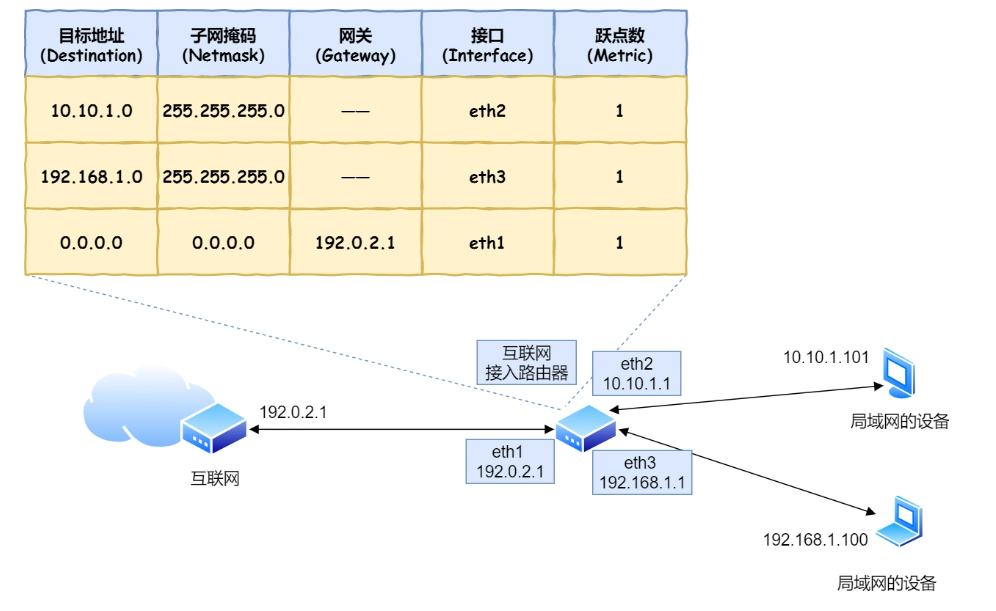 目标地址 子网掩码 网关 接口 跃点数
(Destination) (Netmask) (Gateway) (Interface) (Metric)
10.10.1.0 255.255.255.0 —— eth2 1
192.168.1.0 255.255.255.0 —— eth3 1
0.0.0.0 0.0.0.0 192.0.2.1 eth1 1
互联网
接入路由器
eth2
10.10.1.1
10.10.1.101
局域网的设备
192.0.2.1
互联网
eth1
192.0.2.1
eth3
192.168.1.1
192.168.1.100
局域网的设备